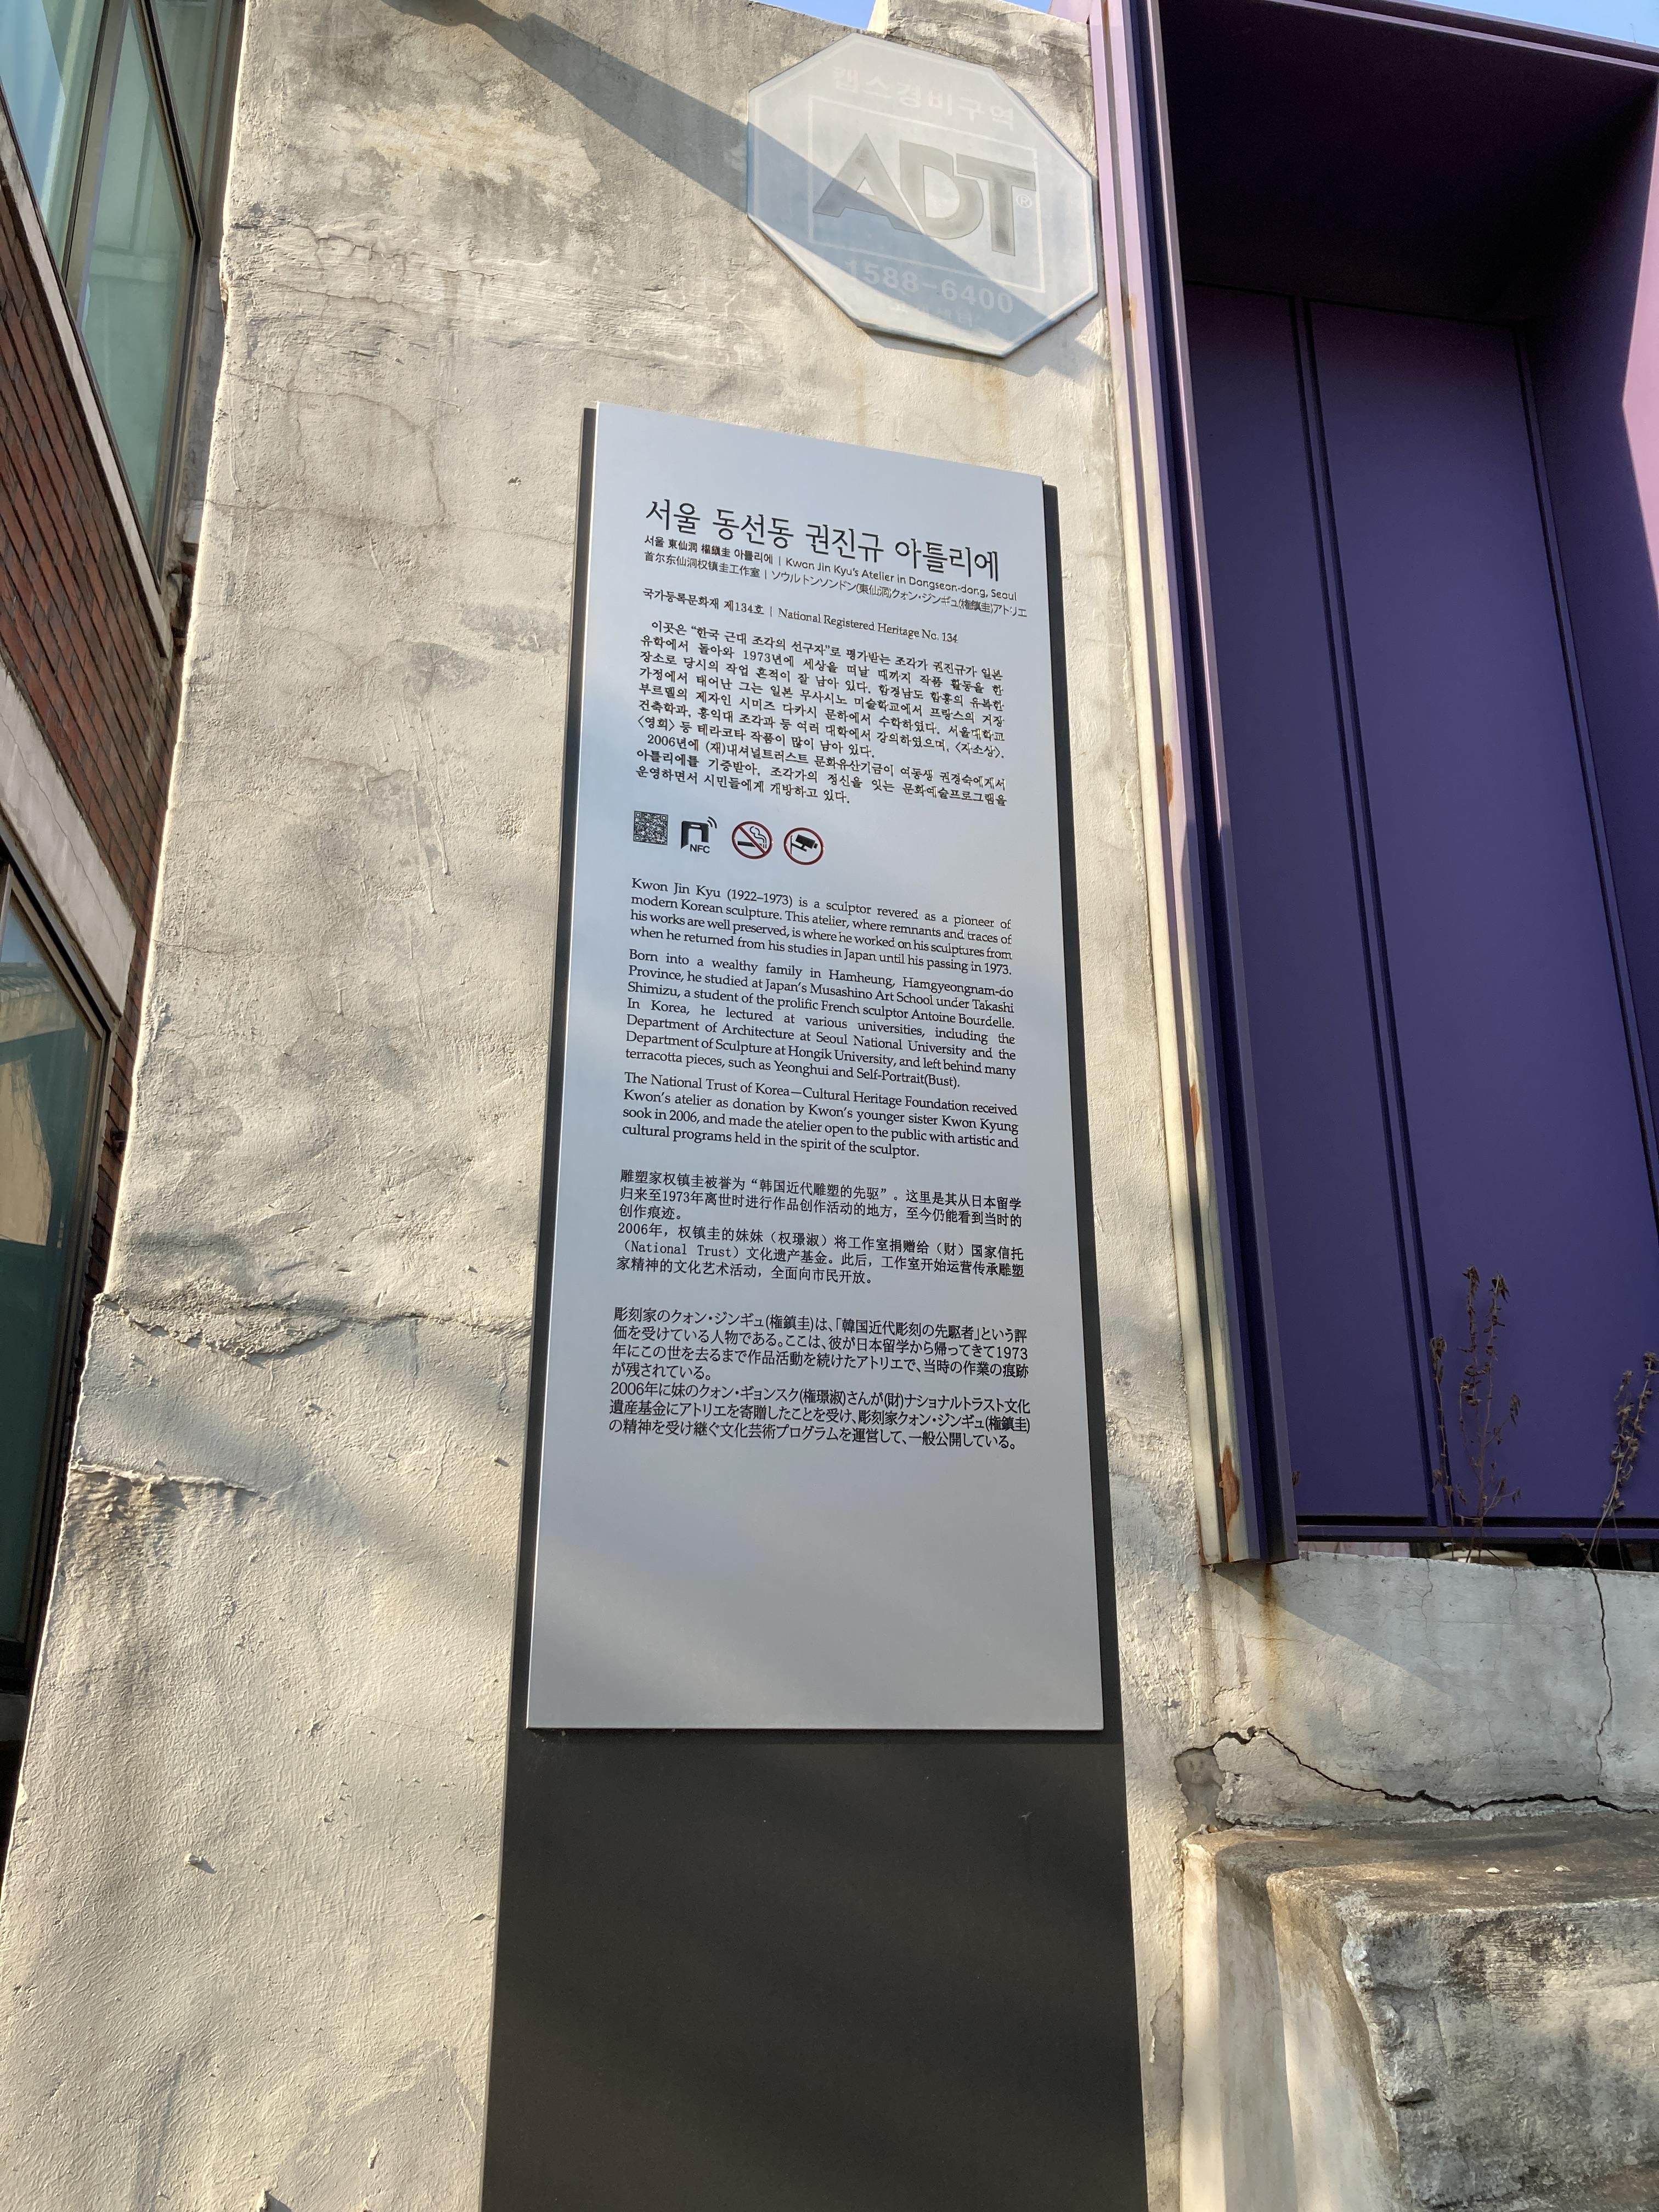 캡스경비구역
ADT®
1588-6400
서울 동선동 권진규 아틀리에
서울 東仙洞 權鎭圭 아틀리에 | Kwon Jin Kyu's Atelier in Dongseon-dong, Seoul
首尔东仙洞权镇圭工作室 | ソウルトンソンドン(東仙洞)クォン・ジンギュ(権鎮圭)アトリエ
국가등록문화재 제134호 | National Registered Heritage No. 134
이곳은 “한국 근대 조각의 선구자”로 평가받는 조각가 권진규가 일본
유학에서 돌아와 1973년에 세상을 떠날 때까지 작품 활동을 한
장소로 당시의 작업 흔적이 잘 남아 있다. 함경남도 함흥의 유복한
가정에서 태어난 그는 일본 무사시노 미술학교에서 프랑스의 거장
부르델의 제자인 시미즈 다카시 문하에서 수학하였다. 서울대학교
건축학과, 홍익대 조각과 등 여러 대학에서 강의하였으며, 〈자소상〉,
〈영희〉 등 테라코타 작품이 많이 남아 있다.
2006년에 (재)내셔널트러스트 문화유산기금이 여동생 권경숙에게서
아틀리에를 기증받아, 조각가의 정신을 잇는 문화예술프로그램을
운영하면서 시민들에게 개방하고 있다.
NFC
Kwon Jin Kyu (1922–1973) is a sculptor revered as a pioneer of
modern Korean sculpture. This atelier, where remnants and traces of
his works are well preserved, is where he worked on his sculptures from
when he returned from his studies in Japan until his passing in 1973.
Born into a wealthy family in Hamheung, Hamgyeongnam-do
Province, he studied at Japan's Musashino Art School under Takashi
Shimizu, a student of the prolific French sculptor Antoine Bourdelle.
In Korea, he lectured at various universities, including the
Department of Architecture at Seoul National University and the
Department of Sculpture at Hongik University, and left behind many
terracotta pieces, such as Yeonghui and Self-Portrait(Bust).
The National Trust of Korea—Cultural Heritage Foundation received
Kwon's atelier as donation by Kwon's younger sister Kwon Kyung
sook in 2006, and made the atelier open to the public with artistic and
cultural programs held in the spirit of the sculptor.
雕塑家权镇圭被誉为“韩国近代雕塑的先驱”。这里是其从日本留学
归来至1973年离世时进行作品创作活动的地方，至今仍能看到当时的
创作痕迹。
2006年，权镇圭的妹妹（权璟淑）将工作室捐赠给（财）国家信托
（National Trust）文化遗产基金。此后，工作室开始运营传承雕塑
家精神的文化艺术活动，全面向市民开放。
彫刻家のクォン・ジンギュ(権鎮圭)は、「韓国近代彫刻の先駆者」という評
価を受けている人物である。ここは、彼が日本留学から帰ってきて1973
年にこの世を去るまで作品活動を続けたアトリエで、当時の作業の痕跡
が残されている。
2006年に妹のクォン・ギョンスク(権璟淑)さんが(財)ナショナルトラスト文化
遺産基金にアトリエを寄贈したことを受け、彫刻家クォン・ジンギュ(権鎮圭)
の精神を受け継ぐ文化芸術プログラムを運営して、一般公開している。